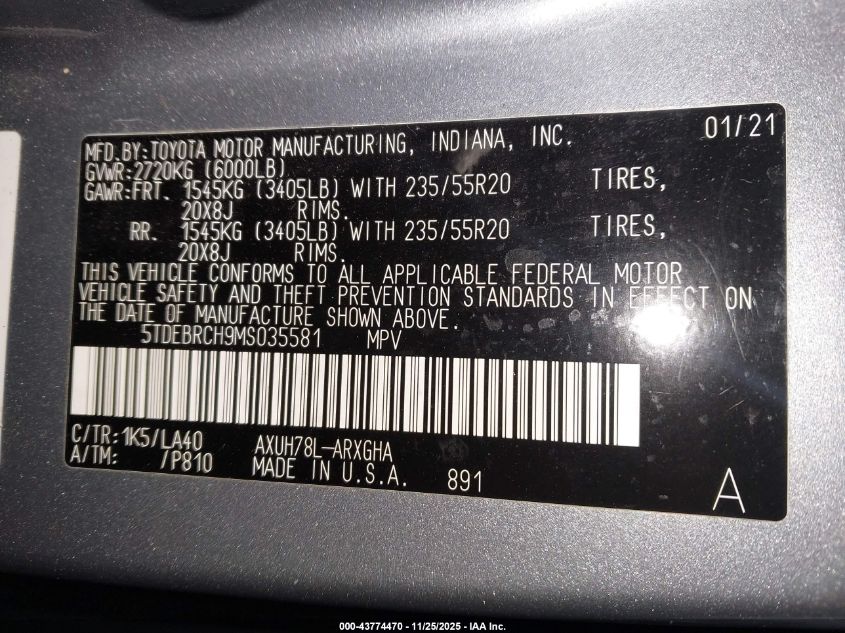 MFD.BY:TOYOTA MOTOR MANUFACTURING, INDIANA, INC. 01/21
GVWR:2720KG (6000LB)
GAWR:FRT. 1545KG (3405LB) WITH 235/55R20 TIRES,
20X8J RIMS.
RR. 1545KG (3405LB) WITH 235/55R20 TIRES,
20X8J RIMS.
THIS VEHICLE CONFORMS TO ALL APPLICABLE FEDERAL MOTOR
VEHICLE SAFETY AND THEFT PREVENTION STANDARDS IN EFFECT ON
THE DATE OF MANUFACTURE SHOWN ABOVE.
5TDEBRCH9MS035581 MPV
C/TR:1K5/LA40 AXUH78L-ARXGHA
A/TM: /P810 MADE IN U.S.A. 891 A
000-43774470 - 11/25/2025 - IAA Inc.